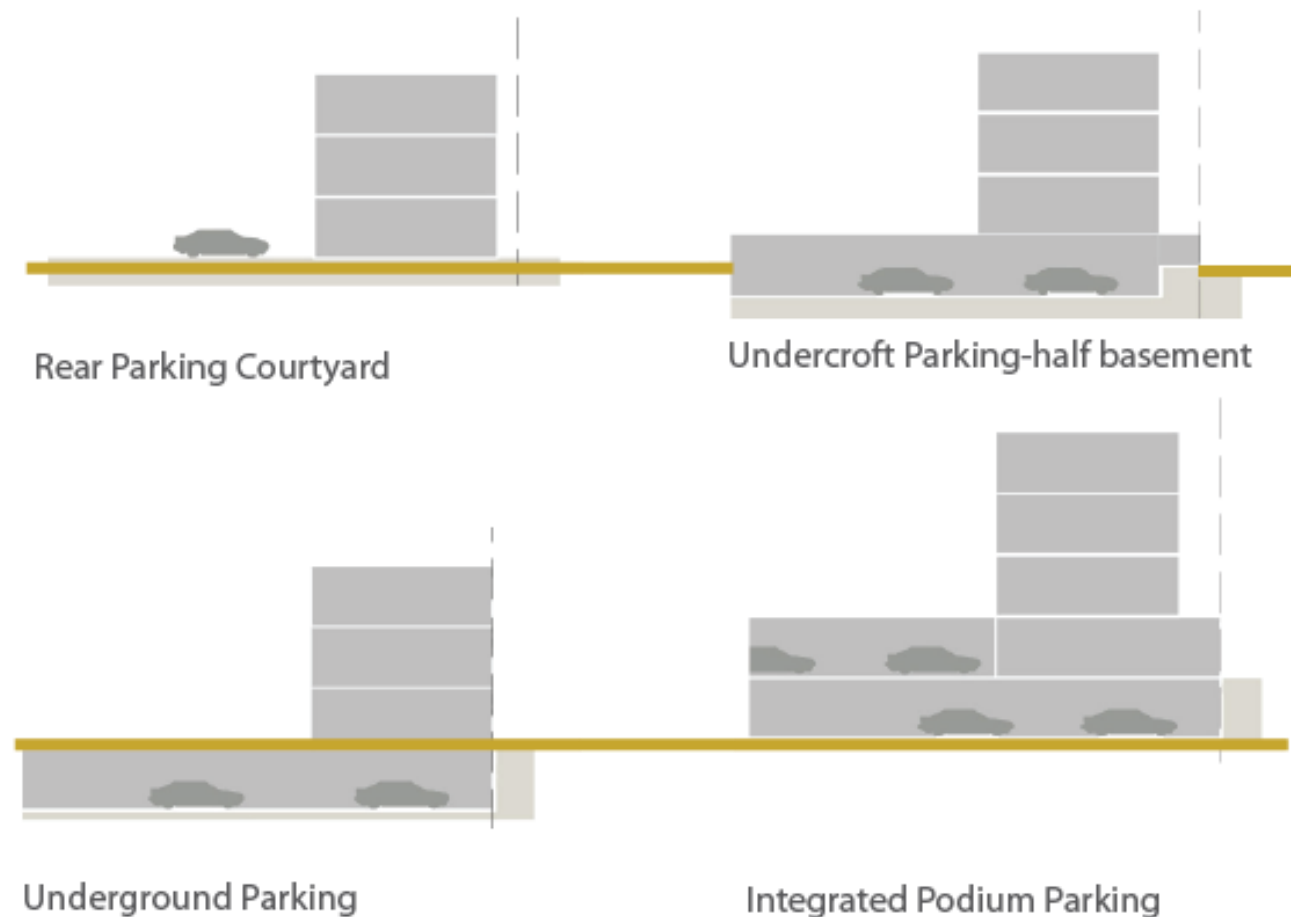 Rear Parking Courtyard
Undercroft Parking-half basement
Underground Parking
Integrated Podium Parking